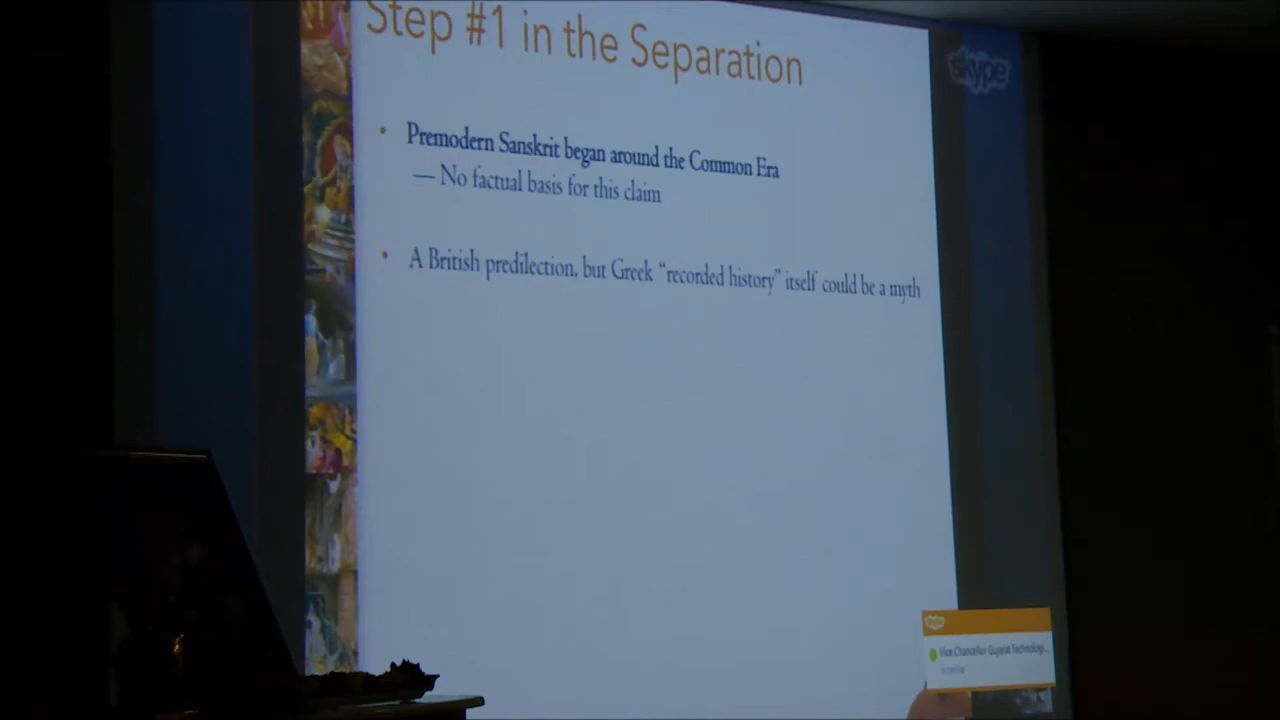 Step #1 in the Separation
skype
• Premodern Sanskrit began around the Common Era
— No factual basis for this claim
• A British predilection, but Greek “recorded history” itself could be a myth
skype
Vice Chancellor Gujarat Technologi...